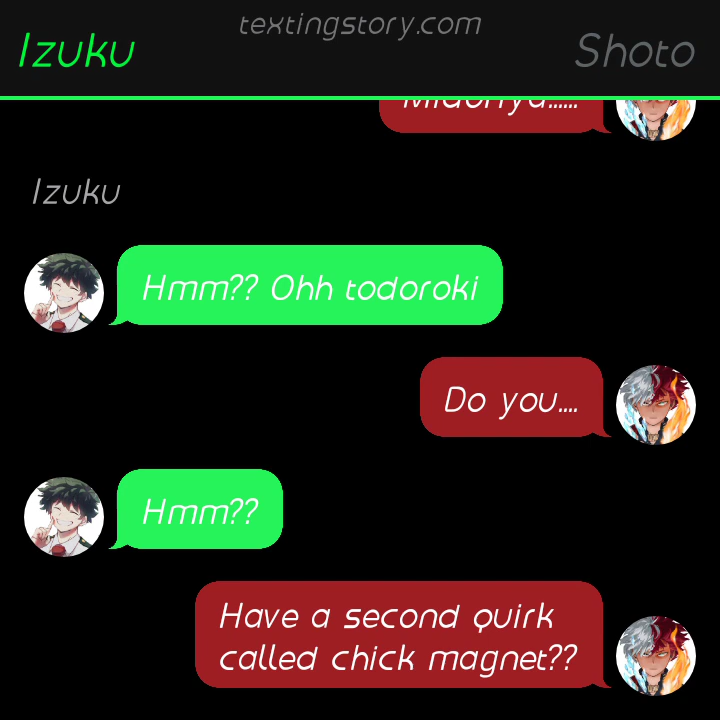 textingstory.com
Izuku
Shoto
Izuku
Hmm?? Ohh todoroki
Do you....
Hmm??
Have a second quirk
called chick magnet??